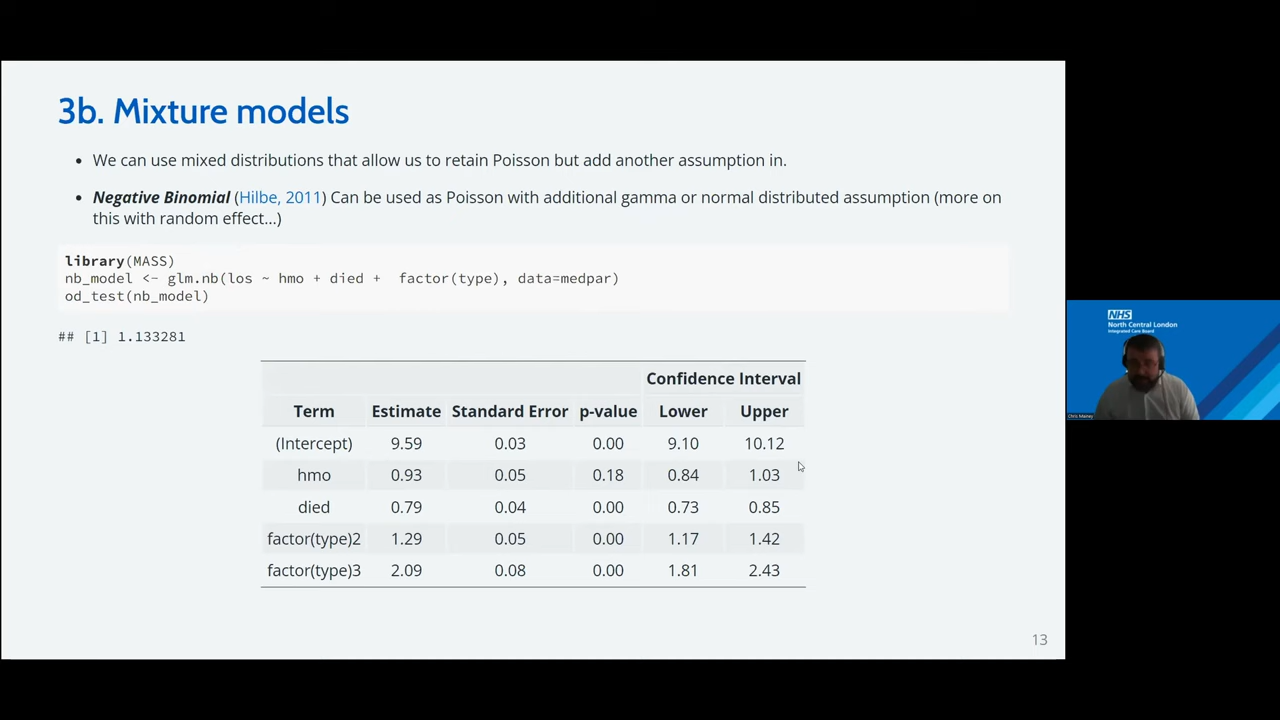 3b. Mixture models
• We can use mixed distributions that allow us to retain Poisson but add another assumption in.
• Negative Binomial (Hilbe, 2011) Can be used as Poisson with additional gamma or normal distributed assumption (more on
this with random effect...)
library(MASS)
nb_model <- glm.nb(los ~ hmo + died +  factor(type), data=medpar)
od_test(nb_model)
## [1] 1.133281
Confidence Interval
Term Estimate Standard Error p-value Lower Upper
(Intercept) 9.59 0.03 0.00 9.10 10.12
hmo 0.93 0.05 0.18 0.84 1.03
died 0.79 0.04 0.00 0.73 0.85
factor(type)2 1.29 0.05 0.00 1.17 1.42
factor(type)3 2.09 0.08 0.00 1.81 2.43
13
NHS
North Central London
Integrated Care Board
Chris Mainey